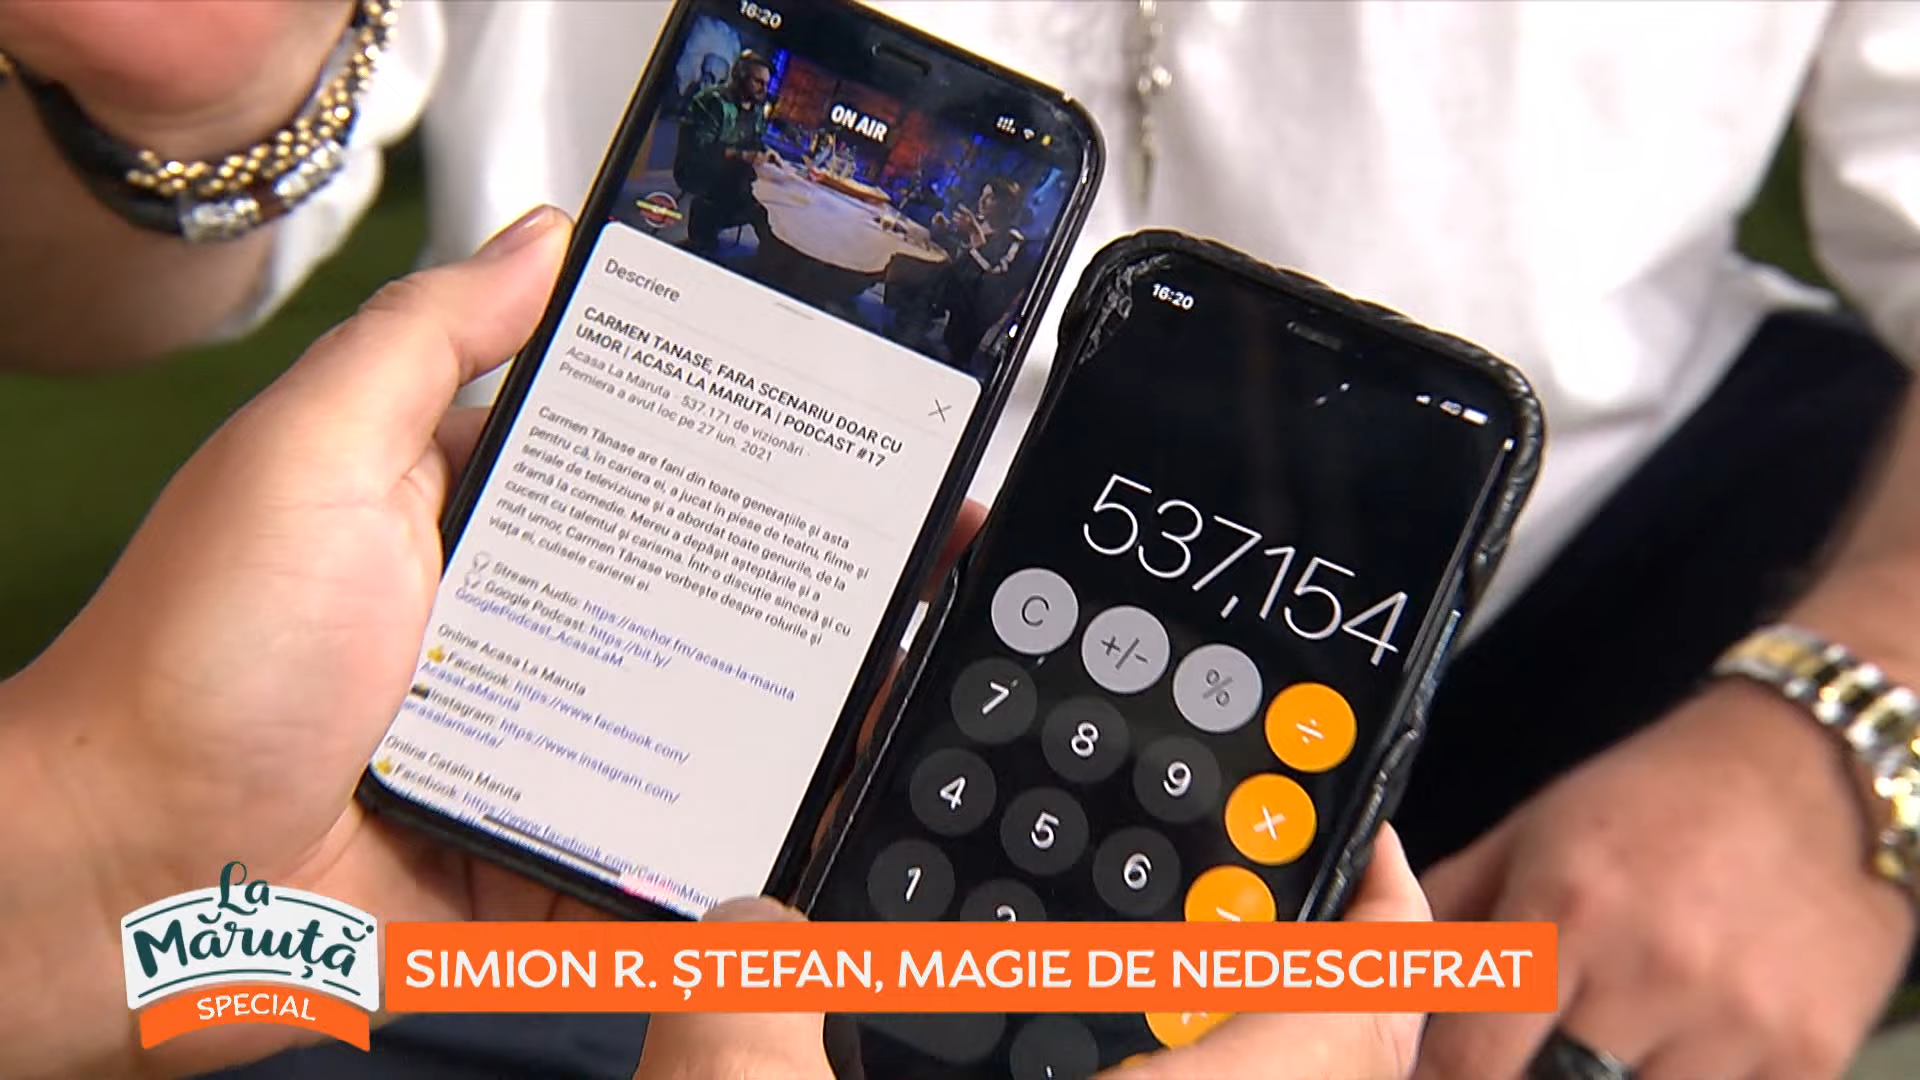 16:20
ON AIR
Descriere
CARMEN TANASE, FARA SCENARIU DOAR CU
UMOR | ACASA LA MARUTA | PODCAST #17
Acasa La Maruta · 537.171 de vizionări ·
Premiera a avut loc pe 27 iun. 2021
Carmen Tănase are fani din toate generațiile și asta
pentru că, în cariera ei, a jucat în piese de teatru, filme și
seriale de televiziune și a abordat toate genurile, de la
dramă la comedie. Mereu a depășit așteptările și a
cucerit cu talentul și carisma. Într-o discuție sinceră și cu
mult umor, Carmen Tănase vorbește despre rolurile și
viața ei, culisele carierei ei.
Stream Audio: https://anchor.fm/acasa-la-maruta
Google Podcast: https://bit.ly/
GooglePodcast_AcasaLaM
Online Acasa La Maruta
Facebook: https://www.facebook.com/
AcasaLaMaruta
Instagram: https://www.instagram.com/
acasalamaruta/
Online Catalin Maruta
Facebook: https://www.facebook.com/CatalinMaru
16:20
537,154
C +/- % ÷
7 8 9 ×
4 5 6 −
1 2
La
Măruță
SPECIAL
SIMION R. ȘTEFAN, MAGIE DE NEDESCIFRAT